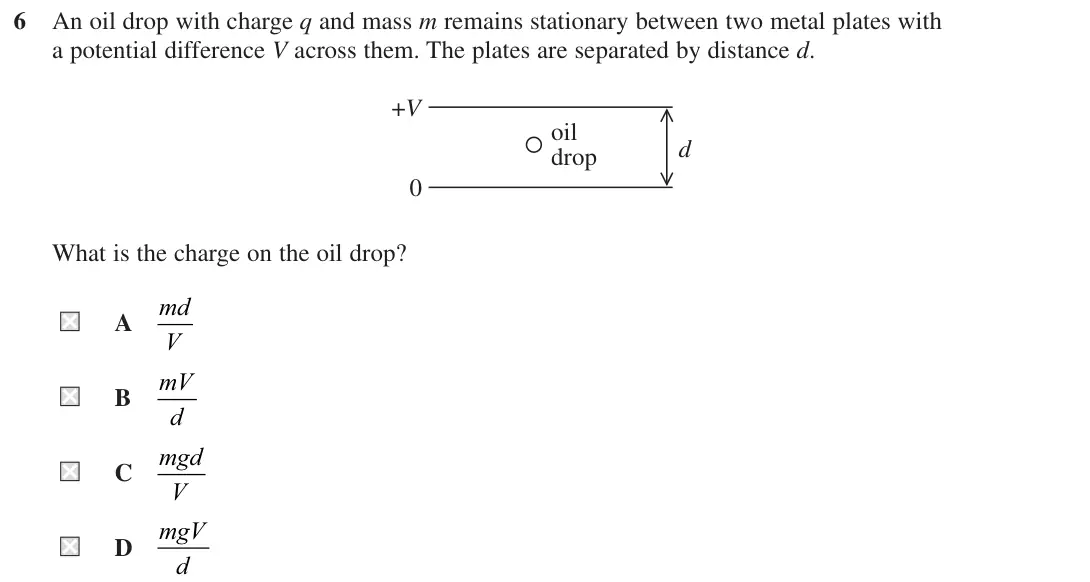 6 An oil drop with charge q and mass m remains stationary between two metal plates with
a potential difference V across them. The plates are separated by distance d.
+V
oil
drop
d
0
What is the charge on the oil drop?
A md/V
B mV/d
C mgd/V
D mgV/d